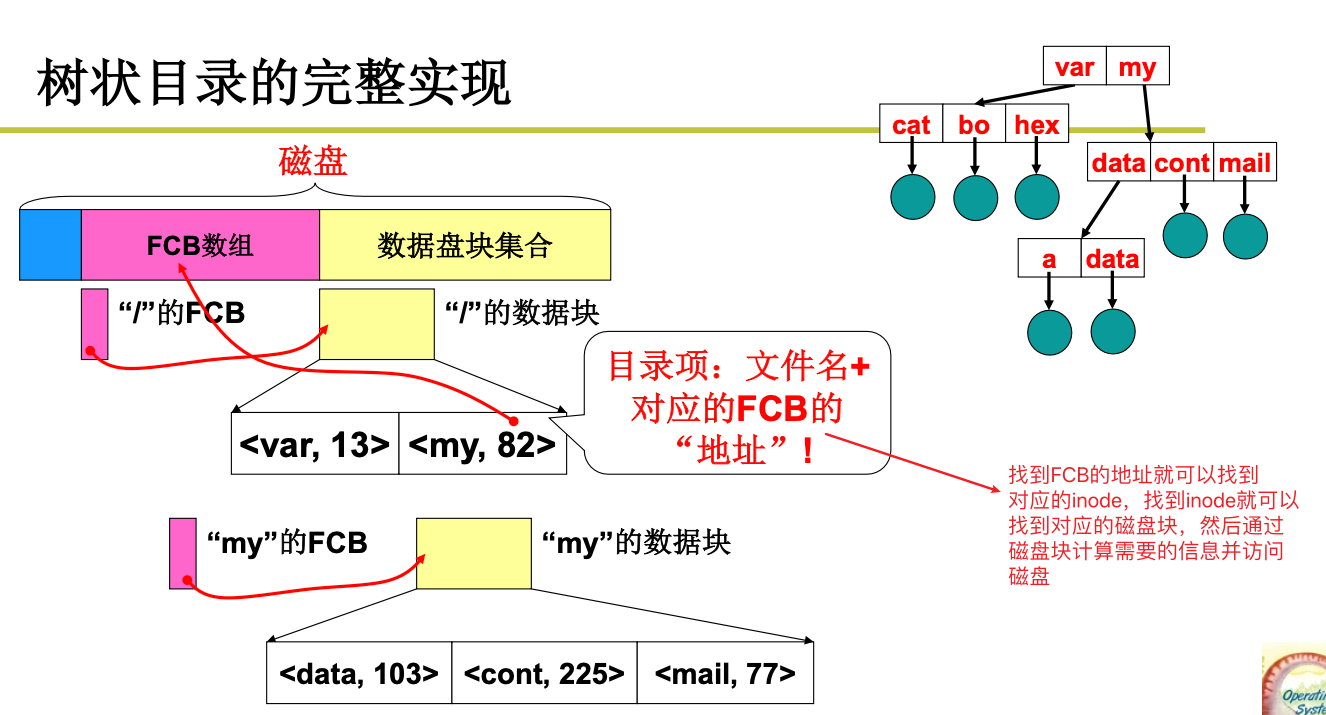 树状目录的完整实现
var my
cat bo hex
data cont mail
a data
磁盘
FCB数组
数据盘块集合
“/”的FCB
“/”的数据块
目录项：文件名+
对应的FCB的
“地址”！
<var, 13> <my, 82>
找到FCB的地址就可以找到
对应的inode，找到inode就可以
找到对应的磁盘块，然后通过
磁盘块计算需要的信息并访问
磁盘
“my”的FCB
“my”的数据块
<data, 103> <cont, 225> <mail, 77>